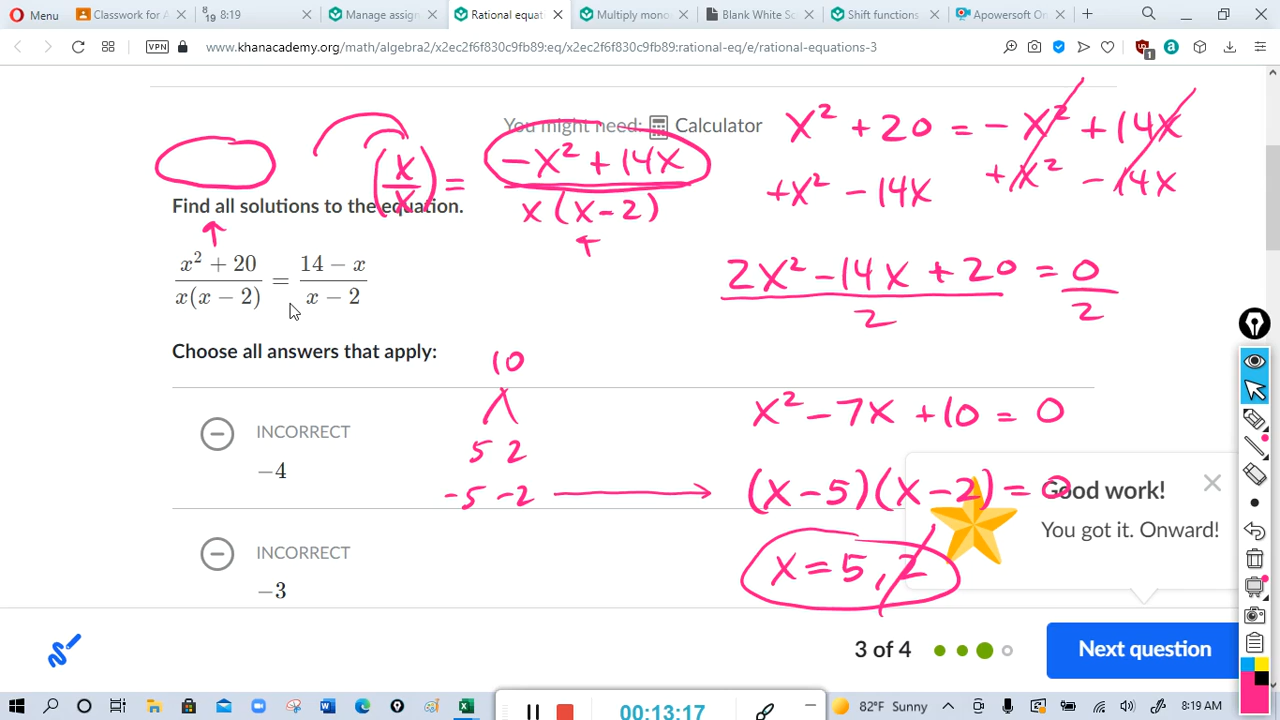 Menu
Classwork for A
8:19
8/19
Manage assign
Rational equat
Multiply mono
Blank White Sc
Shift functions
Apowersoft On
VPN
www.khanacademy.org/math/algebra2/x2ec2f6f830c9fb89:eq/x2ec2f6f830c9fb89:rational-eq/e/rational-equations-3
1
You might need: Calculator
(x/x) = (-x² + 14x)/(x(x-2))
Find all solutions to the equation.
(x² + 20)/(x(x − 2)) = (14 − x)/(x − 2)
Choose all answers that apply:
INCORRECT
−4
INCORRECT
−3
10
5 2
-5 -2
x² + 20 = -x² + 14x
+x² - 14x +x² - 14x
2x² - 14x + 20 = 0
2 2
x² - 7x + 10 = 0
(x-5)(x-2) = 0
x = 5, 2
Good work!
You got it. Onward!
3 of 4
Next question
00:13:17
82°F Sunny
8:19 AM